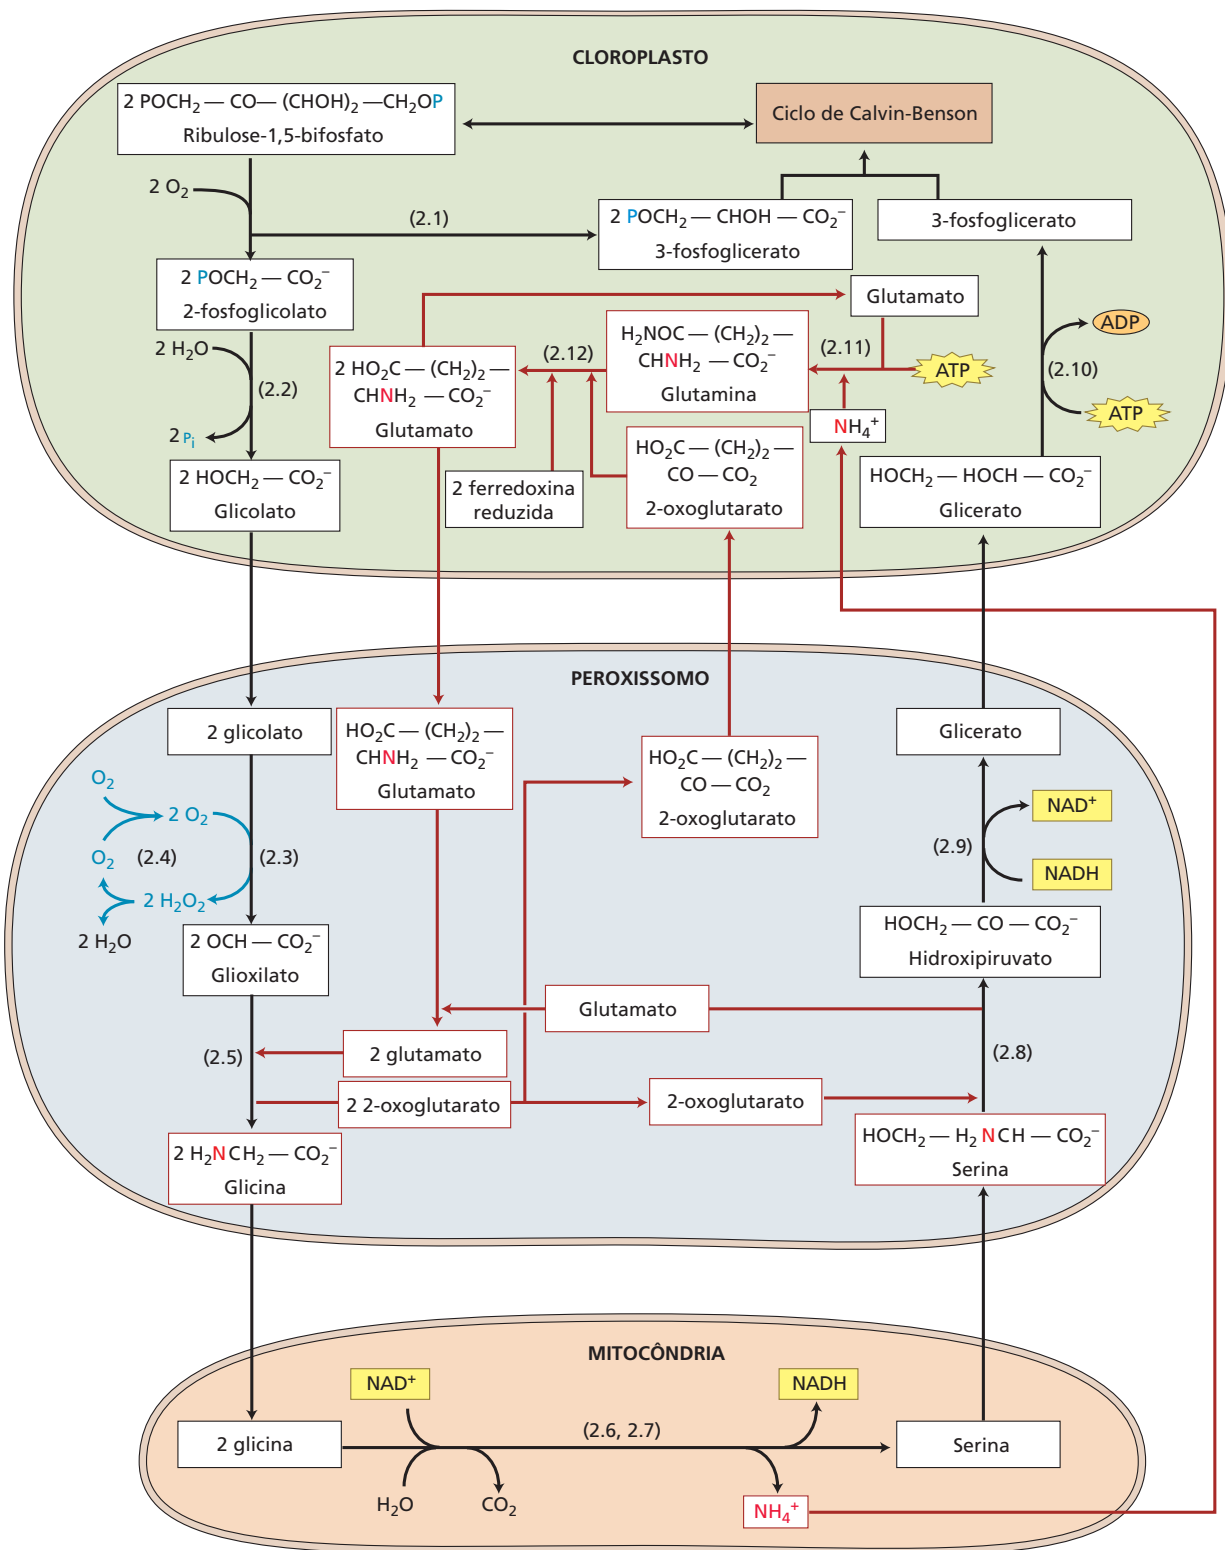 CLOROPLASTO
2 POCH₂ — CO— (CHOH)₂ —CH₂OP
Ribulose-1,5-bifosfato
Ciclo de Calvin-Benson
2 O₂
(2.1)
2 POCH₂ — CHOH — CO₂⁻
3-fosfoglicerato
3-fosfoglicerato
2 POCH₂ — CO₂⁻
2-fosfoglicolato
2 H₂O
(2.2)
2 Pᵢ
2 HOCH₂ — CO₂⁻
Glicolato
Glutamato
2 HO₂C — (CH₂)₂ —
CHNH₂ — CO₂⁻
Glutamato
(2.12)
H₂NOC — (CH₂)₂ —
CHNH₂ — CO₂⁻
Glutamina
(2.11)
ATP
NH₄⁺
2 ferredoxina
reduzida
HO₂C — (CH₂)₂ —
CO — CO₂
2-oxoglutarato
ADP
(2.10)
ATP
HOCH₂ — HOCH — CO₂⁻
Glicerato
PEROXISSOMO
2 glicolato
HO₂C — (CH₂)₂ —
CHNH₂ — CO₂⁻
Glutamato
HO₂C — (CH₂)₂ —
CO — CO₂
2-oxoglutarato
Glicerato
O₂
2 O₂
O₂
(2.4)
(2.3)
2 H₂O₂
2 H₂O
NAD⁺
(2.9)
NADH
2 OCH — CO₂⁻
Glioxilato
HOCH₂ — CO — CO₂⁻
Hidroxipiruvato
Glutamato
(2.5)
2 glutamato
(2.8)
2 2-oxoglutarato
2-oxoglutarato
2 H₂NCH₂ — CO₂⁻
Glicina
HOCH₂ — H₂NCH — CO₂⁻
Serina
MITOCÔNDRIA
NAD⁺
NADH
2 glicina
(2.6, 2.7)
Serina
H₂O
CO₂
NH₄⁺